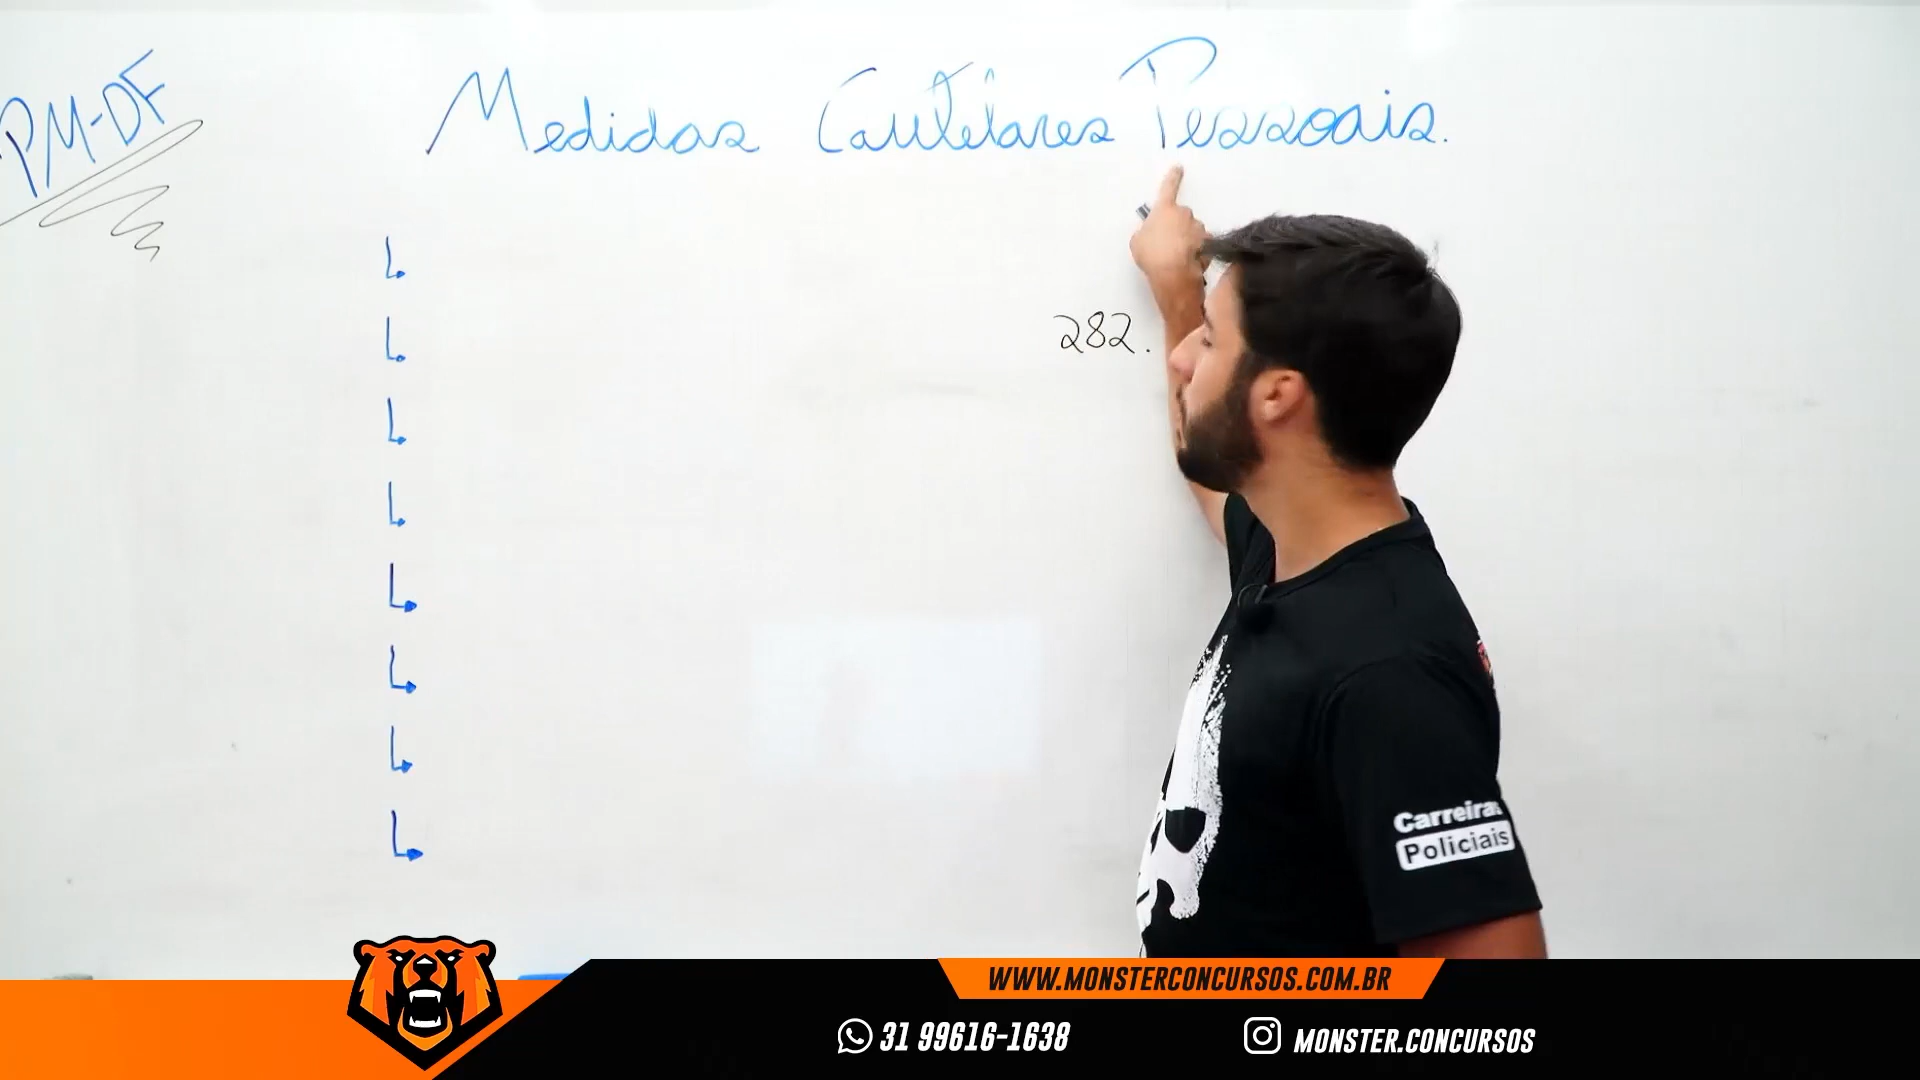 PM-DF
Medidas Cautelares Pessoais.
282.
Carreiras
Policiais
WWW.MONSTERCONCURSOS.COM.BR
31 99616-1638
MONSTER.CONCURSOS